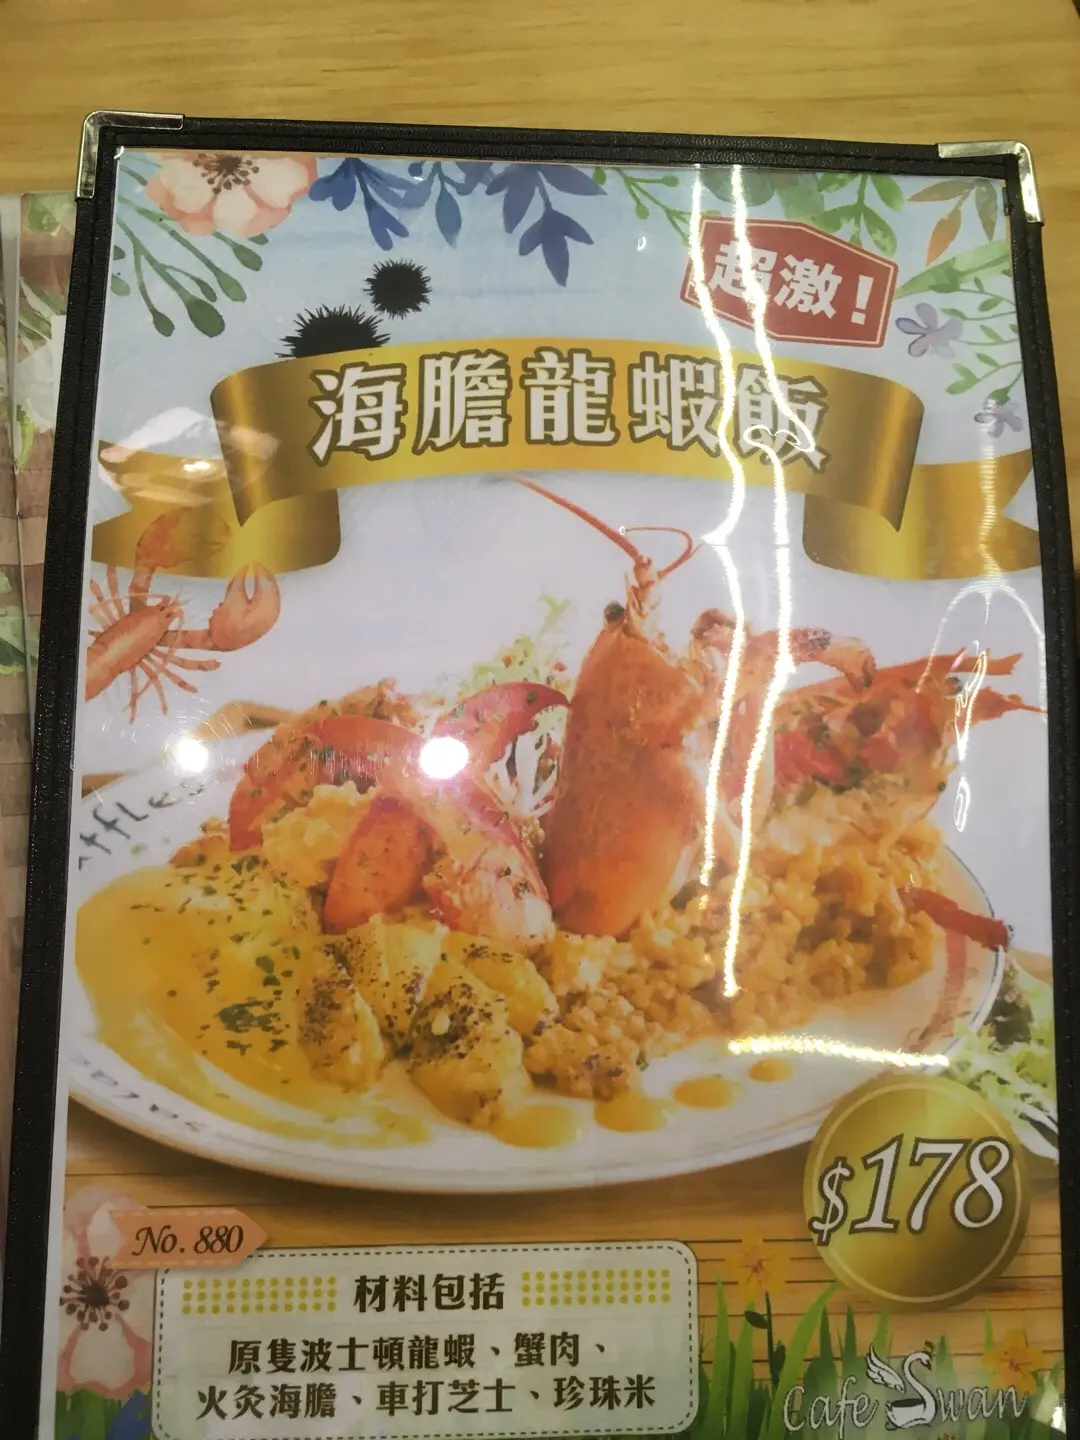 超激!
海膽龍蝦飯
$178
No. 880
材料包括
原隻波士頓龍蝦、蟹肉、
火灸海膽、車打芝士、珍珠米
Cafe Swan